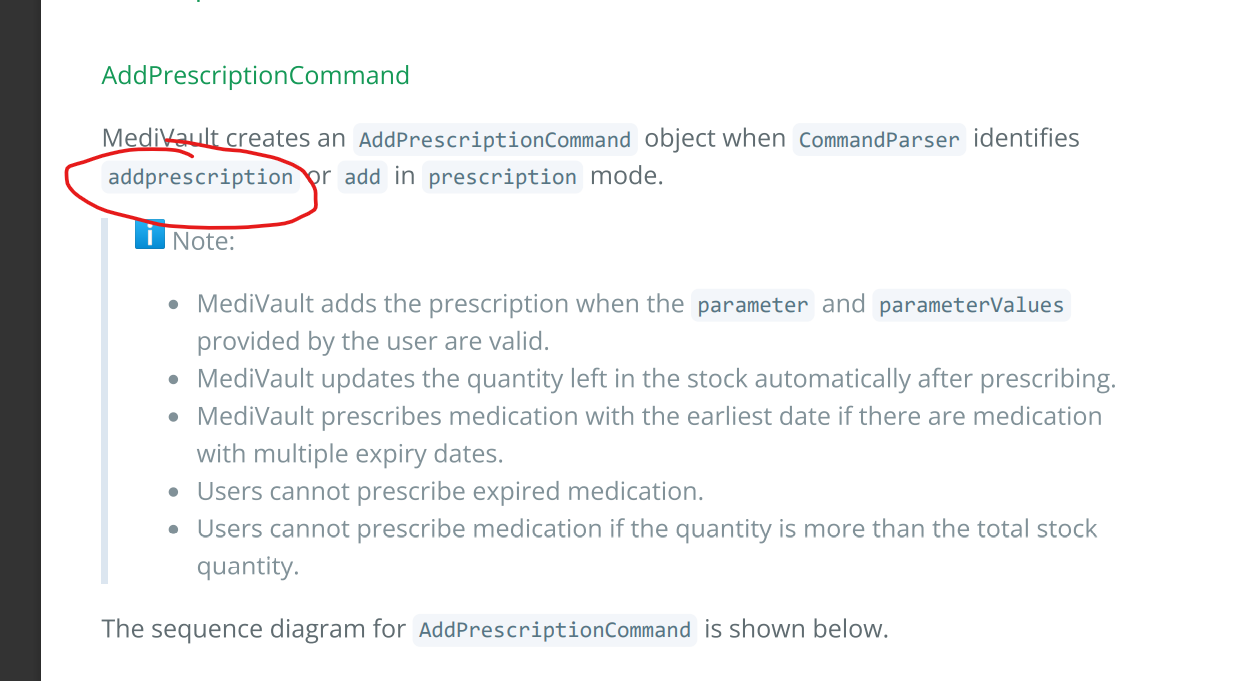 AddPrescriptionCommand
MediVault creates an AddPrescriptionCommand object when CommandParser identifies
addprescription or add in prescription mode.
i Note:
• MediVault adds the prescription when the parameter and parameterValues
provided by the user are valid.
• MediVault updates the quantity left in the stock automatically after prescribing.
• MediVault prescribes medication with the earliest date if there are medication
with multiple expiry dates.
• Users cannot prescribe expired medication.
• Users cannot prescribe medication if the quantity is more than the total stock
quantity.
The sequence diagram for AddPrescriptionCommand is shown below.